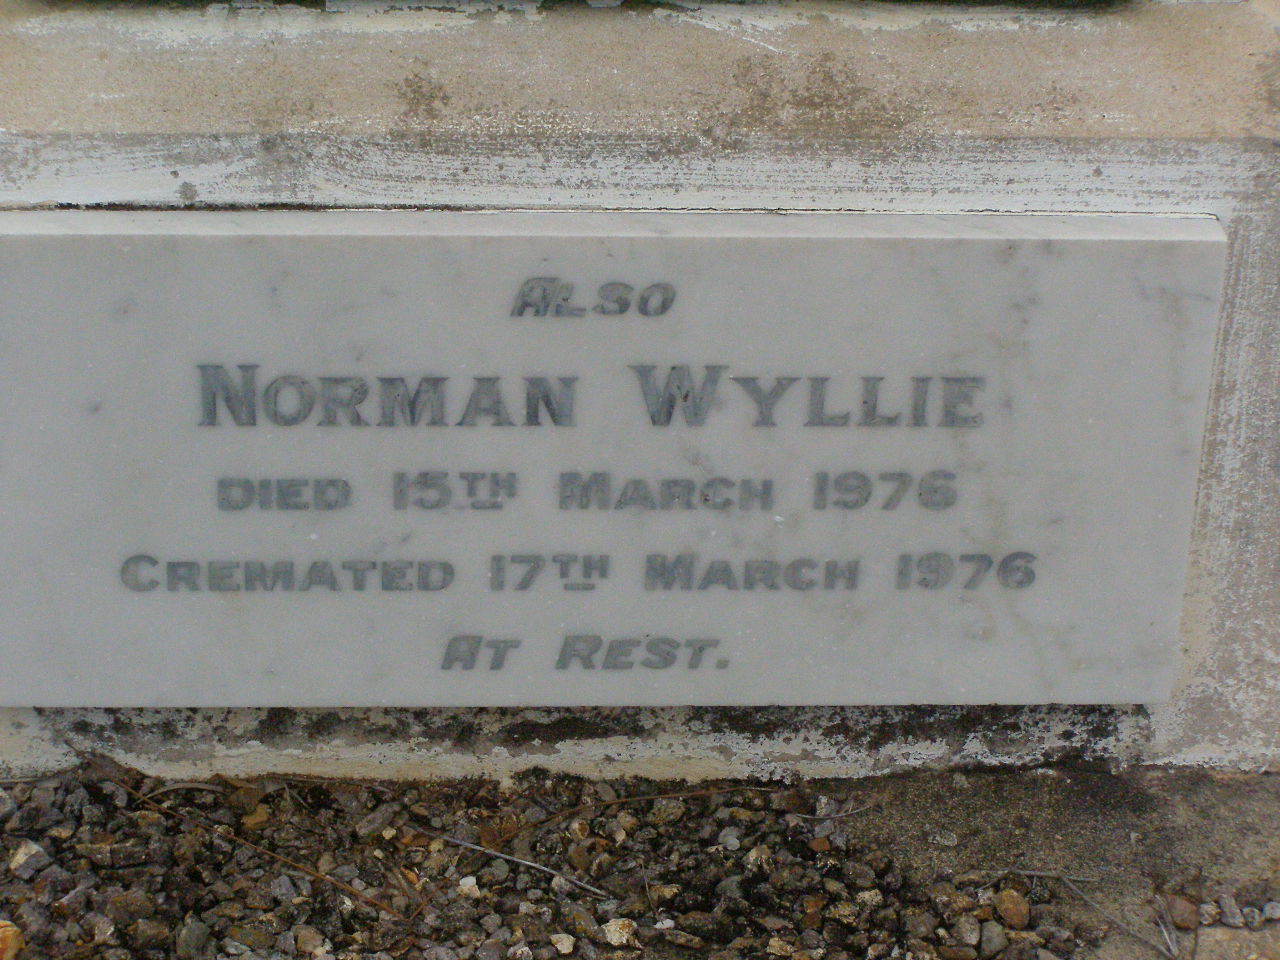 ALSO
NORMAN WYLLIE
DIED 15TH MARCH 1976
CREMATED 17TH MARCH 1976
AT REST.